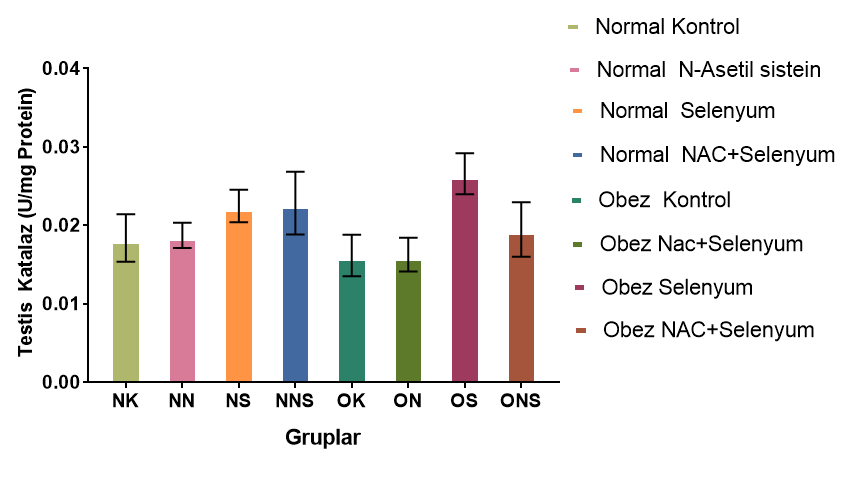 Normal Kontrol
Normal N-Asetil sistein
Normal Selenyum
Normal NAC+Selenyum
Obez Kontrol
Obez Nac+Selenyum
Obez Selenyum
Obez NAC+Selenyum
Testis Katalaz (U/mg Protein)
0.04
0.03
0.02
0.01
0.00
NK NN NS NNS OK ON OS ONS
Gruplar